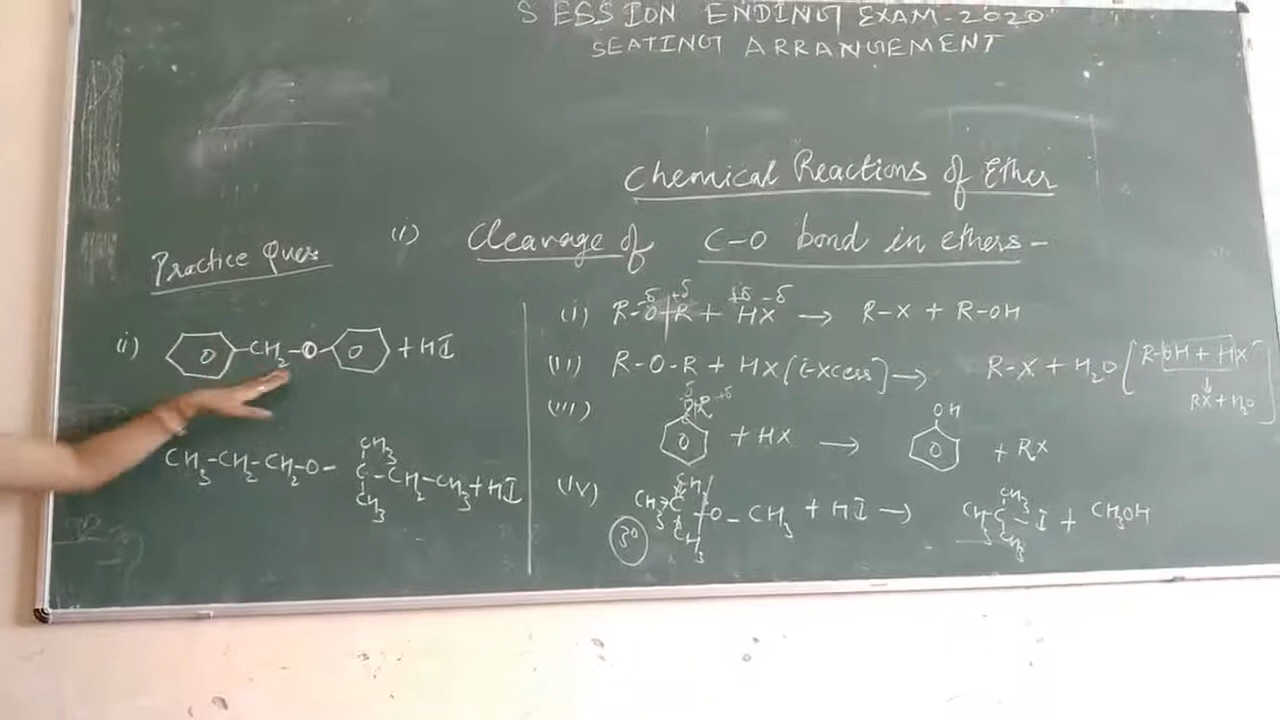 SESSION ENDING EXAM-2020
SEATING ARRANGEMENT
Chemical Reactions of Ether
(1) Cleavage of C-O bond in ethers-
Practice Ques
(i) -CH2-O- + HI
CH3-CH2-CH2-O-C-CH2-CH3+HI
CH3
CH3
(i) R-O-R + HX → R-X + R-OH
-δ +δ +δ -δ
(ii) R-O-R + HX (Excess) → R-X + H2O [R-OH + HX
↓
RX + H2O]
(iii) OR + HX → OH + RX
-δ +δ
(iv) CH3-C-O-CH3 + HI → CH3-C-I + CH3OH
CH3 CH3
CH3 CH3
3°